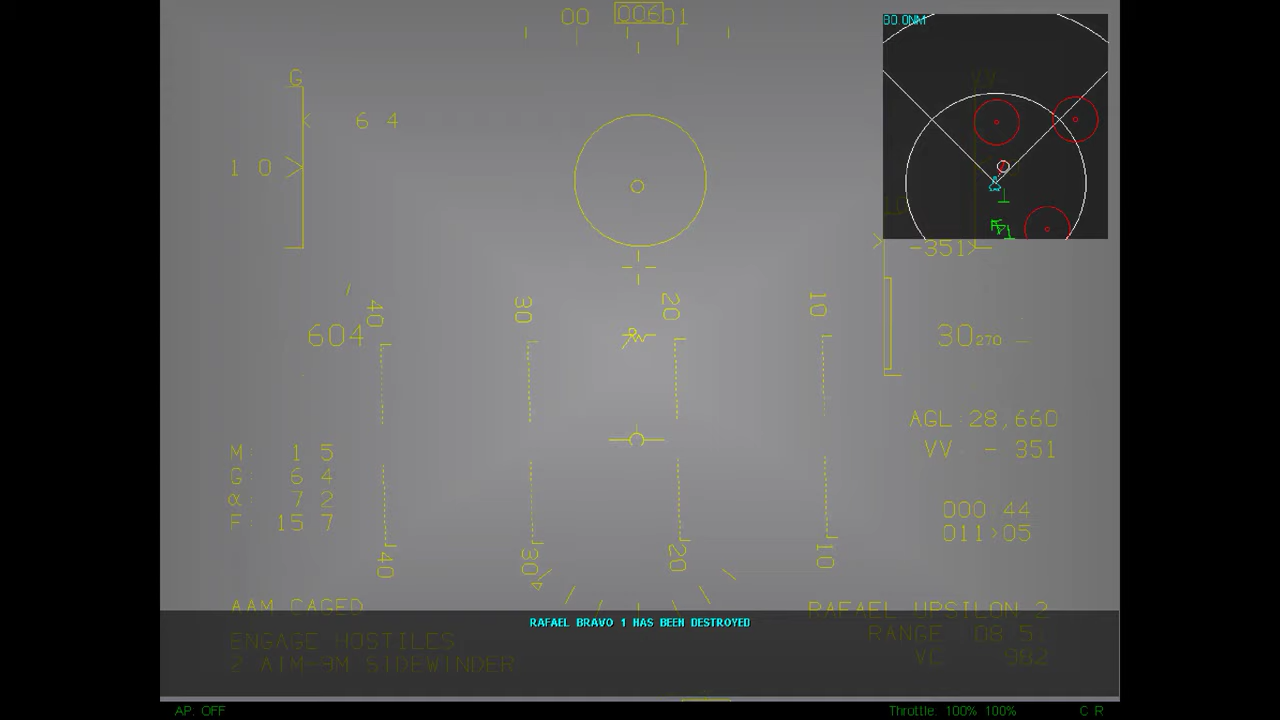 00 006 01
80.0NM
G
VV
6 4
1 0
-351
40 30 20 10
604
30270
AGL:28,660
VV - 351
M: 1 5
G: 6 4
α: 7 2
F: 15 7
000 44
011>05
40 30 20 10
AAM CAGED
RAFAEL UPSILON 2
RAFAEL BRAVO 1 HAS BEEN DESTROYED
ENGAGE HOSTILES
RANGE 08.5
2 AIM-9M SIDEWINDER
VC 982
AP: OFF
Throttle: 100% 100%
C R